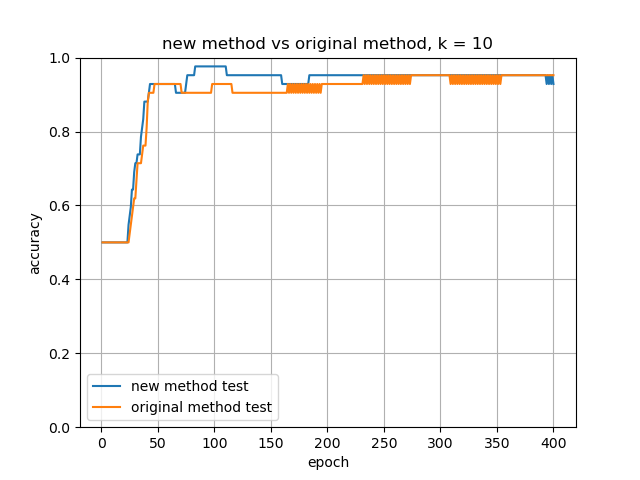 new method vs original method, k = 10
accuracy
1.0
0.8
0.6
0.4
0.2
0.0
new method test
original method test
0 50 100 150 200 250 300 350 400
epoch